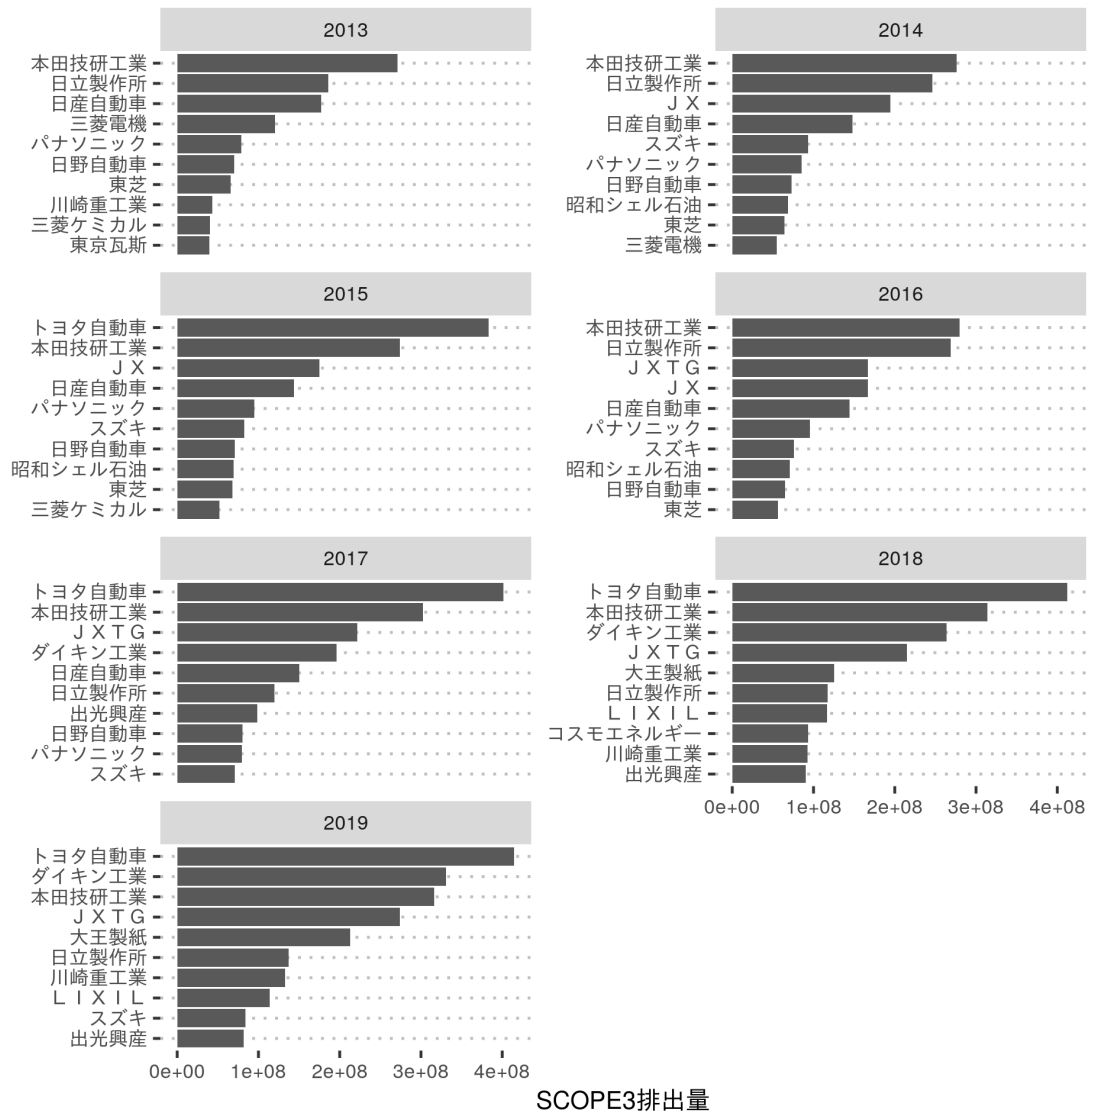 2013
本田技研工業
日立製作所
日産自動車
三菱電機
パナソニック
日野自動車
東芝
川崎重工業
三菱ケミカル
東京瓦斯
2014
本田技研工業
日立製作所
ＪＸ
日産自動車
スズキ
パナソニック
日野自動車
昭和シェル石油
東芝
三菱電機
2015
トヨタ自動車
本田技研工業
ＪＸ
日産自動車
パナソニック
スズキ
日野自動車
昭和シェル石油
東芝
三菱ケミカル
2016
本田技研工業
日立製作所
ＪＸＴＧ
ＪＸ
日産自動車
パナソニック
スズキ
昭和シェル石油
日野自動車
東芝
2017
トヨタ自動車
本田技研工業
ＪＸＴＧ
ダイキン工業
日産自動車
日立製作所
出光興産
日野自動車
パナソニック
スズキ
2018
トヨタ自動車
本田技研工業
ダイキン工業
ＪＸＴＧ
大王製紙
日立製作所
ＬＩＸＩＬ
コスモエネルギー
川崎重工業
出光興産
0e+00 1e+08 2e+08 3e+08 4e+08
2019
トヨタ自動車
ダイキン工業
本田技研工業
ＪＸＴＧ
大王製紙
日立製作所
川崎重工業
ＬＩＸＩＬ
スズキ
出光興産
0e+00 1e+08 2e+08 3e+08 4e+08
SCOPE3排出量